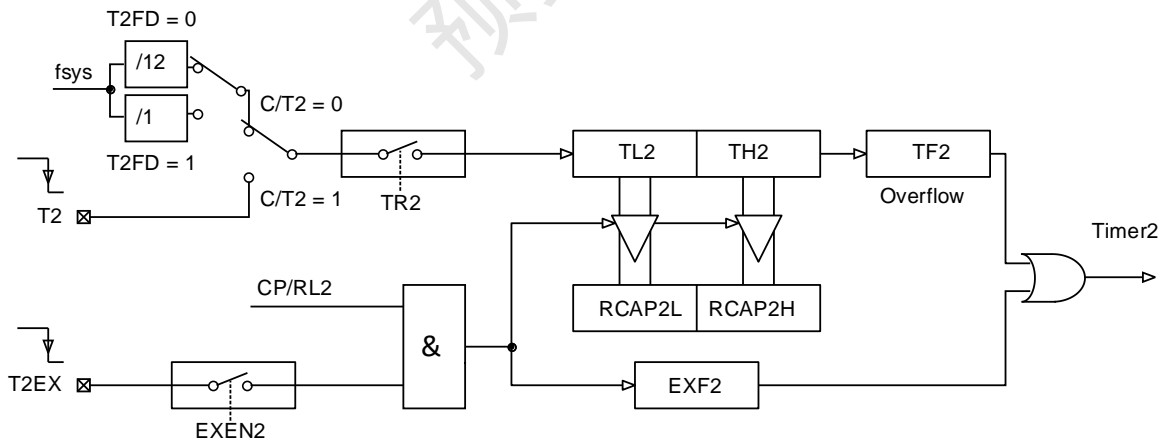 T2FD = 0
/12
fsys
C/T2 = 0
/1
T2FD = 1
TL2
TH2
TF2
Overflow
C/T2 = 1
TR2
T2
Timer2
CP/RL2
RCAP2L
RCAP2H
&
T2EX
EXF2
EXEN2